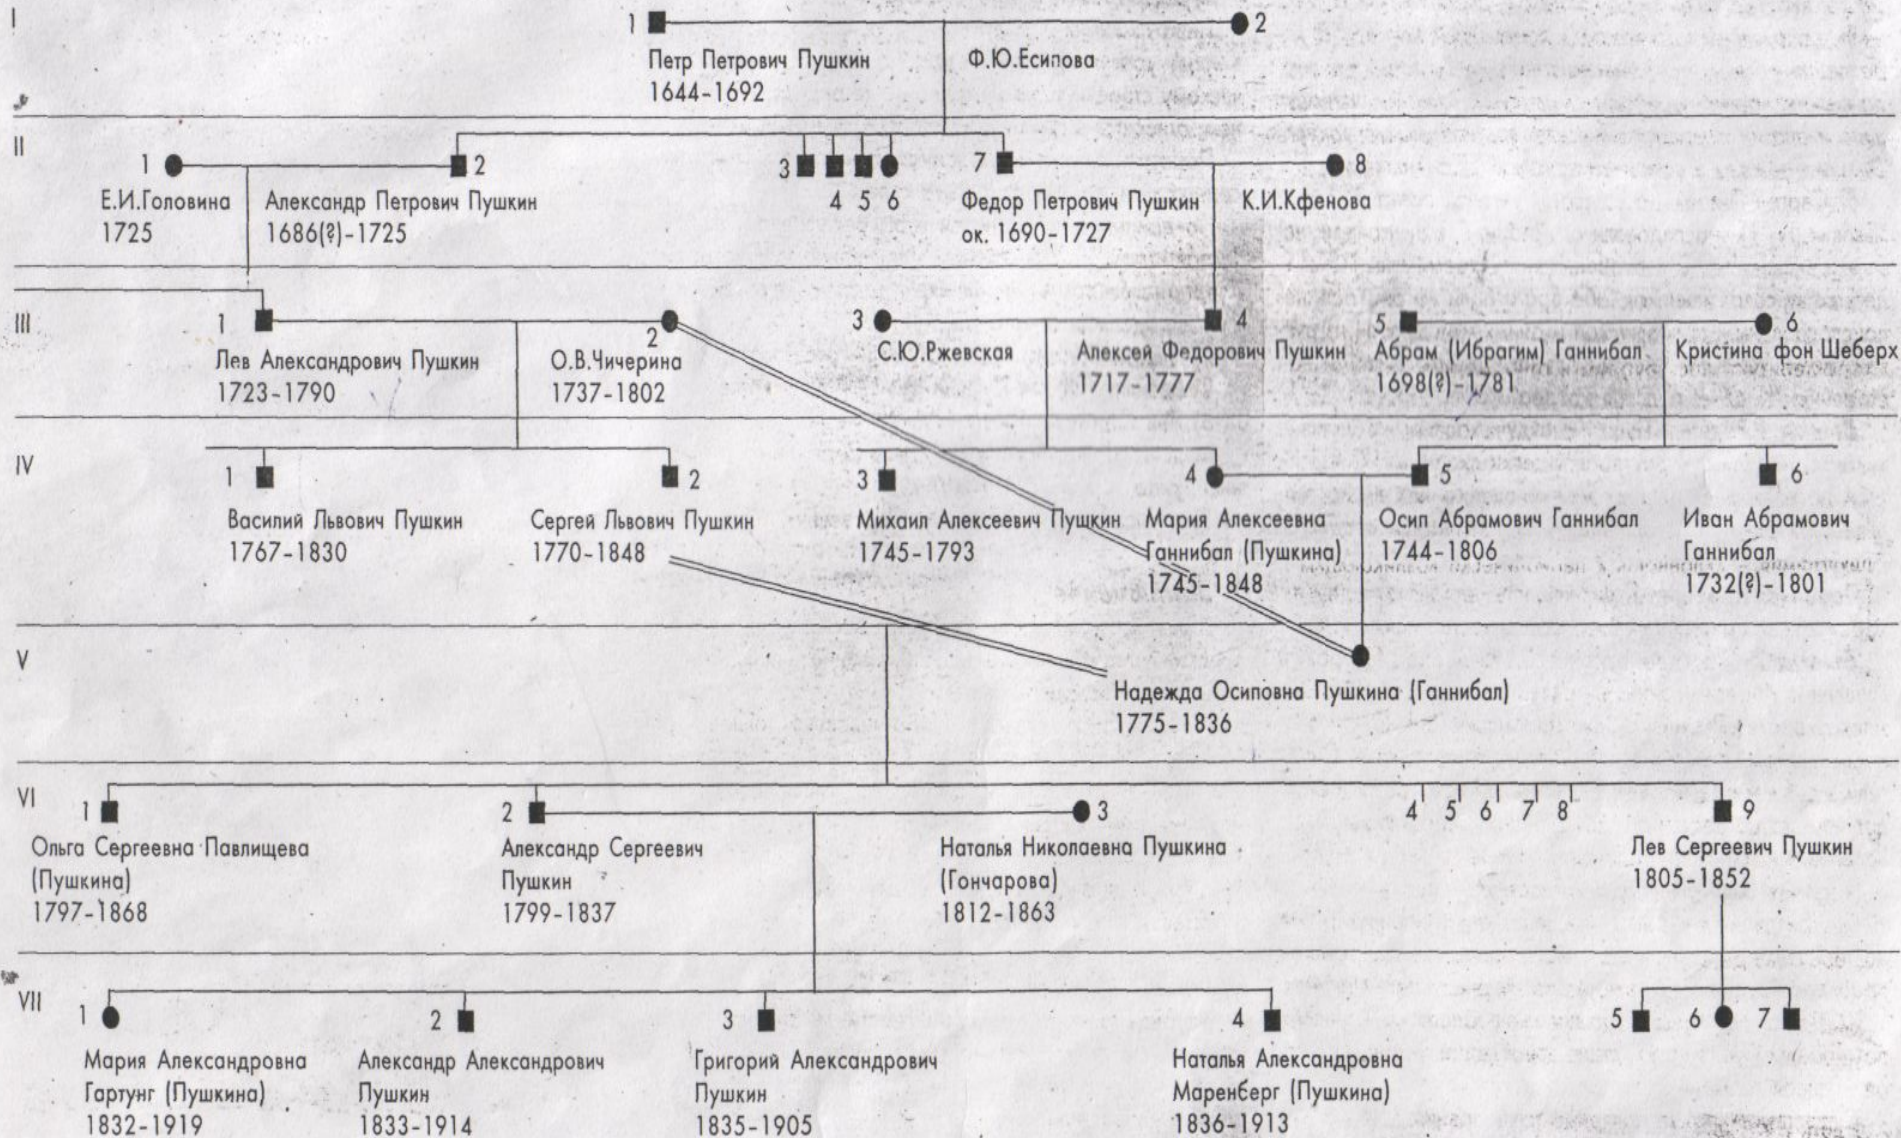 I
1 2
Петр Петрович Пушкин Ф.Ю.Есипова
1644-1692
II
1 2 3 7 8
4 5 6
Е.И.Головина Александр Петрович Пушкин Федор Петрович Пушкин К.И.Кфенова
1725 1686(?)-1725 ок. 1690-1727
III
1 2 3 4 5 6
Лев Александрович Пушкин О.В.Чичерина С.Ю.Ржевская Алексей Федорович Пушкин Абрам (Ибрагим) Ганнибал Кристина фон Шеберх
1723-1790 1737-1802 1717-1777 1698(?)-1781
IV
1 2 3 4 5 6
Василий Львович Пушкин Сергей Львович Пушкин Михаил Алексеевич Пушкин Мария Алексеевна Осип Абрамович Ганнибал Иван Абрамович
1767-1830 1770-1848 1745-1793 Ганнибал (Пушкина) 1744-1806 Ганнибал
1745-1848 1732(?)-1801
V
Надежда Осиповна Пушкина (Ганнибал)
1775-1836
VI
1 2 3 4 5 6 7 8 9
Ольга Сергеевна Павлищева Александр Сергеевич Наталья Николаевна Пушкина Лев Сергеевич Пушкин
(Пушкина) Пушкин (Гончарова) 1805-1852
1797-1868 1799-1837 1812-1863
VII
1 2 3 4 5 6 7
Мария Александровна Александр Александрович Григорий Александрович Наталья Александровна
Гартунг (Пушкина) Пушкин Пушкин Маренберг (Пушкина)
1832-1919 1833-1914 1835-1905 1836-1913